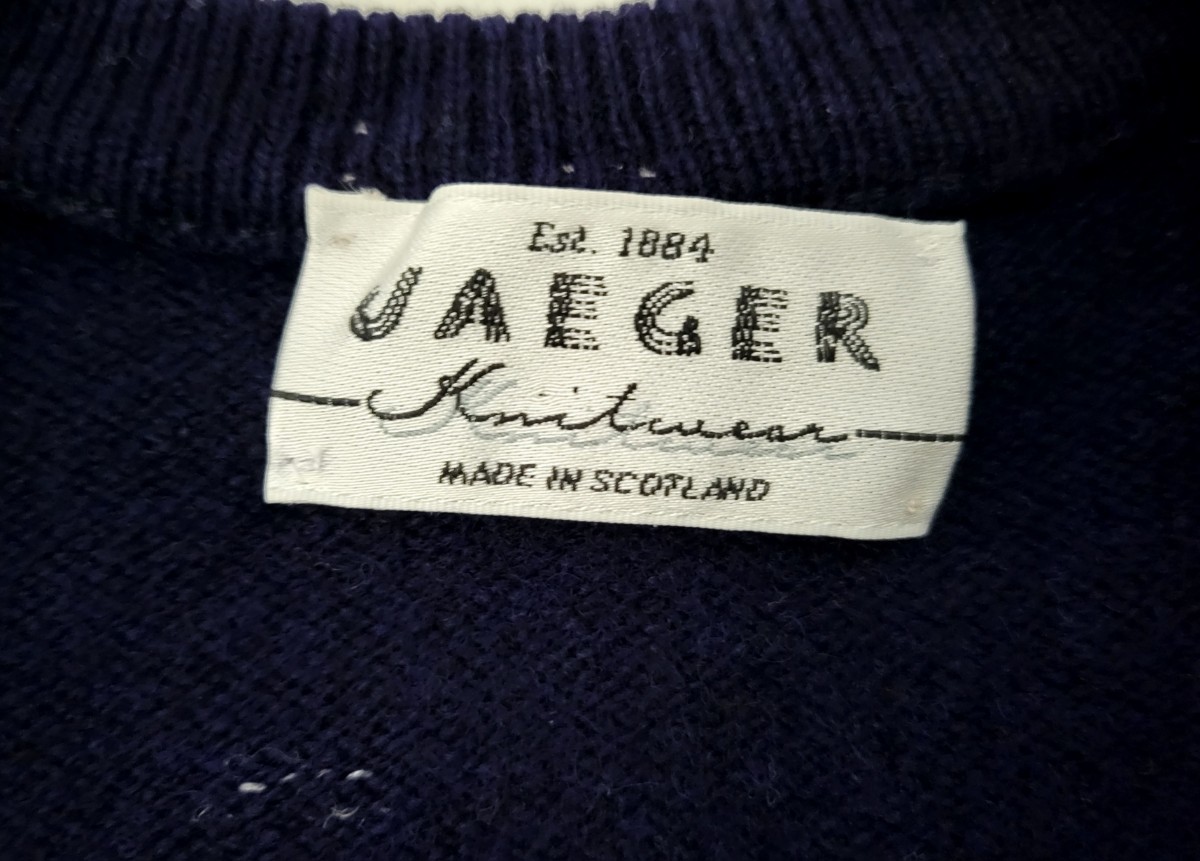 Est. 1884
JAEGER
Knitwear
MADE IN SCOTLAND